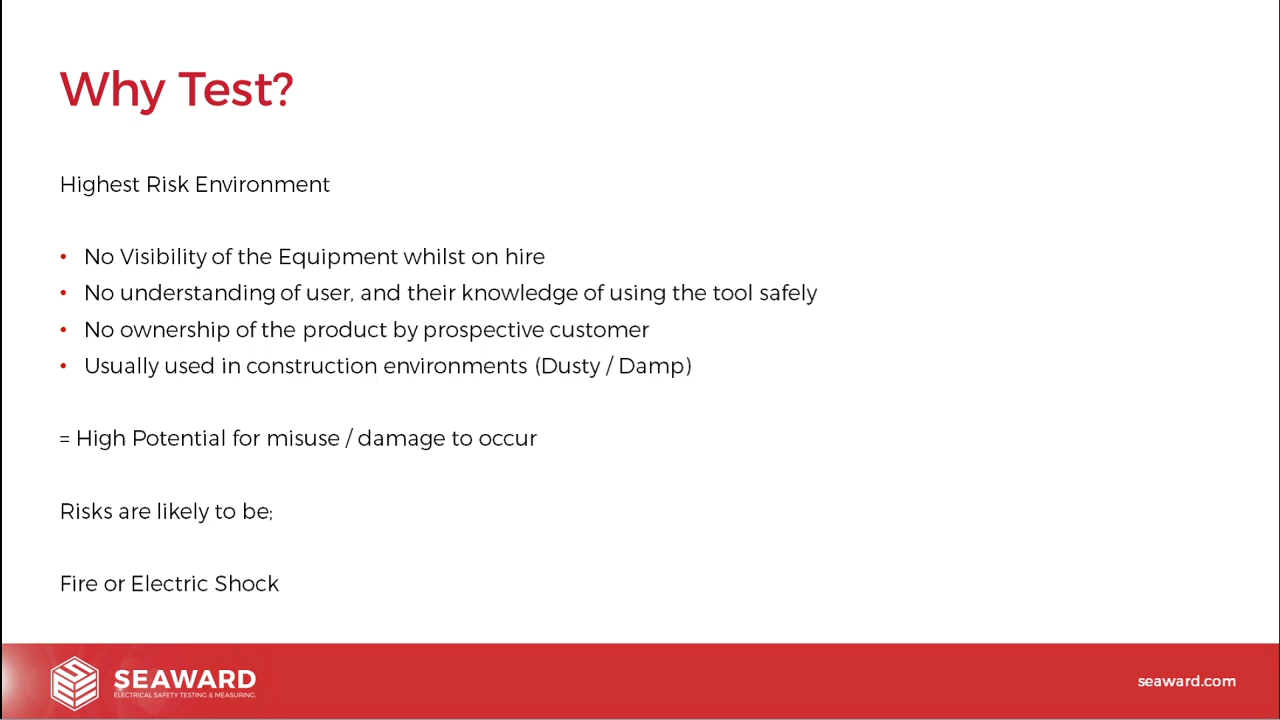 Why Test?
Highest Risk Environment
• No Visibility of the Equipment whilst on hire
• No understanding of user, and their knowledge of using the tool safely
• No ownership of the product by prospective customer
• Usually used in construction environments (Dusty / Damp)
= High Potential for misuse / damage to occur
Risks are likely to be;
Fire or Electric Shock
SEAWARD
ELECTRICAL SAFETY TESTING & MEASURING.
seaward.com